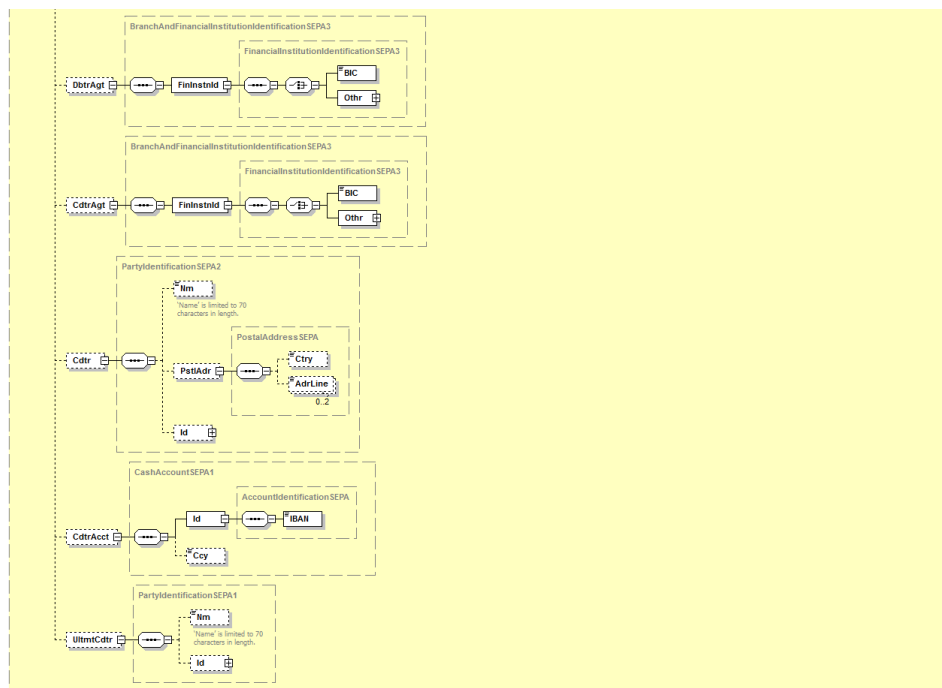 BranchAndFinancialInstitutionIdentificationSEPA3
FinancialInstitutionIdentificationSEPA3
BIC
DbtrAgt
FinInstnId
Othr
BranchAndFinancialInstitutionIdentificationSEPA3
FinancialInstitutionIdentificationSEPA3
BIC
CdtrAgt
FinInstnId
Othr
PartyIdentificationSEPA2
Nm
'Name' is limited to 70
characters in length.
PostalAddressSEPA
Ctry
Cdtr
PstlAdr
AdrLine
0..2
Id
CashAccountSEPA1
AccountIdentificationSEPA
Id
IBAN
CdtrAcct
Ccy
PartyIdentificationSEPA1
Nm
'Name' is limited to 70
characters in length.
UltmtCdtr
Id